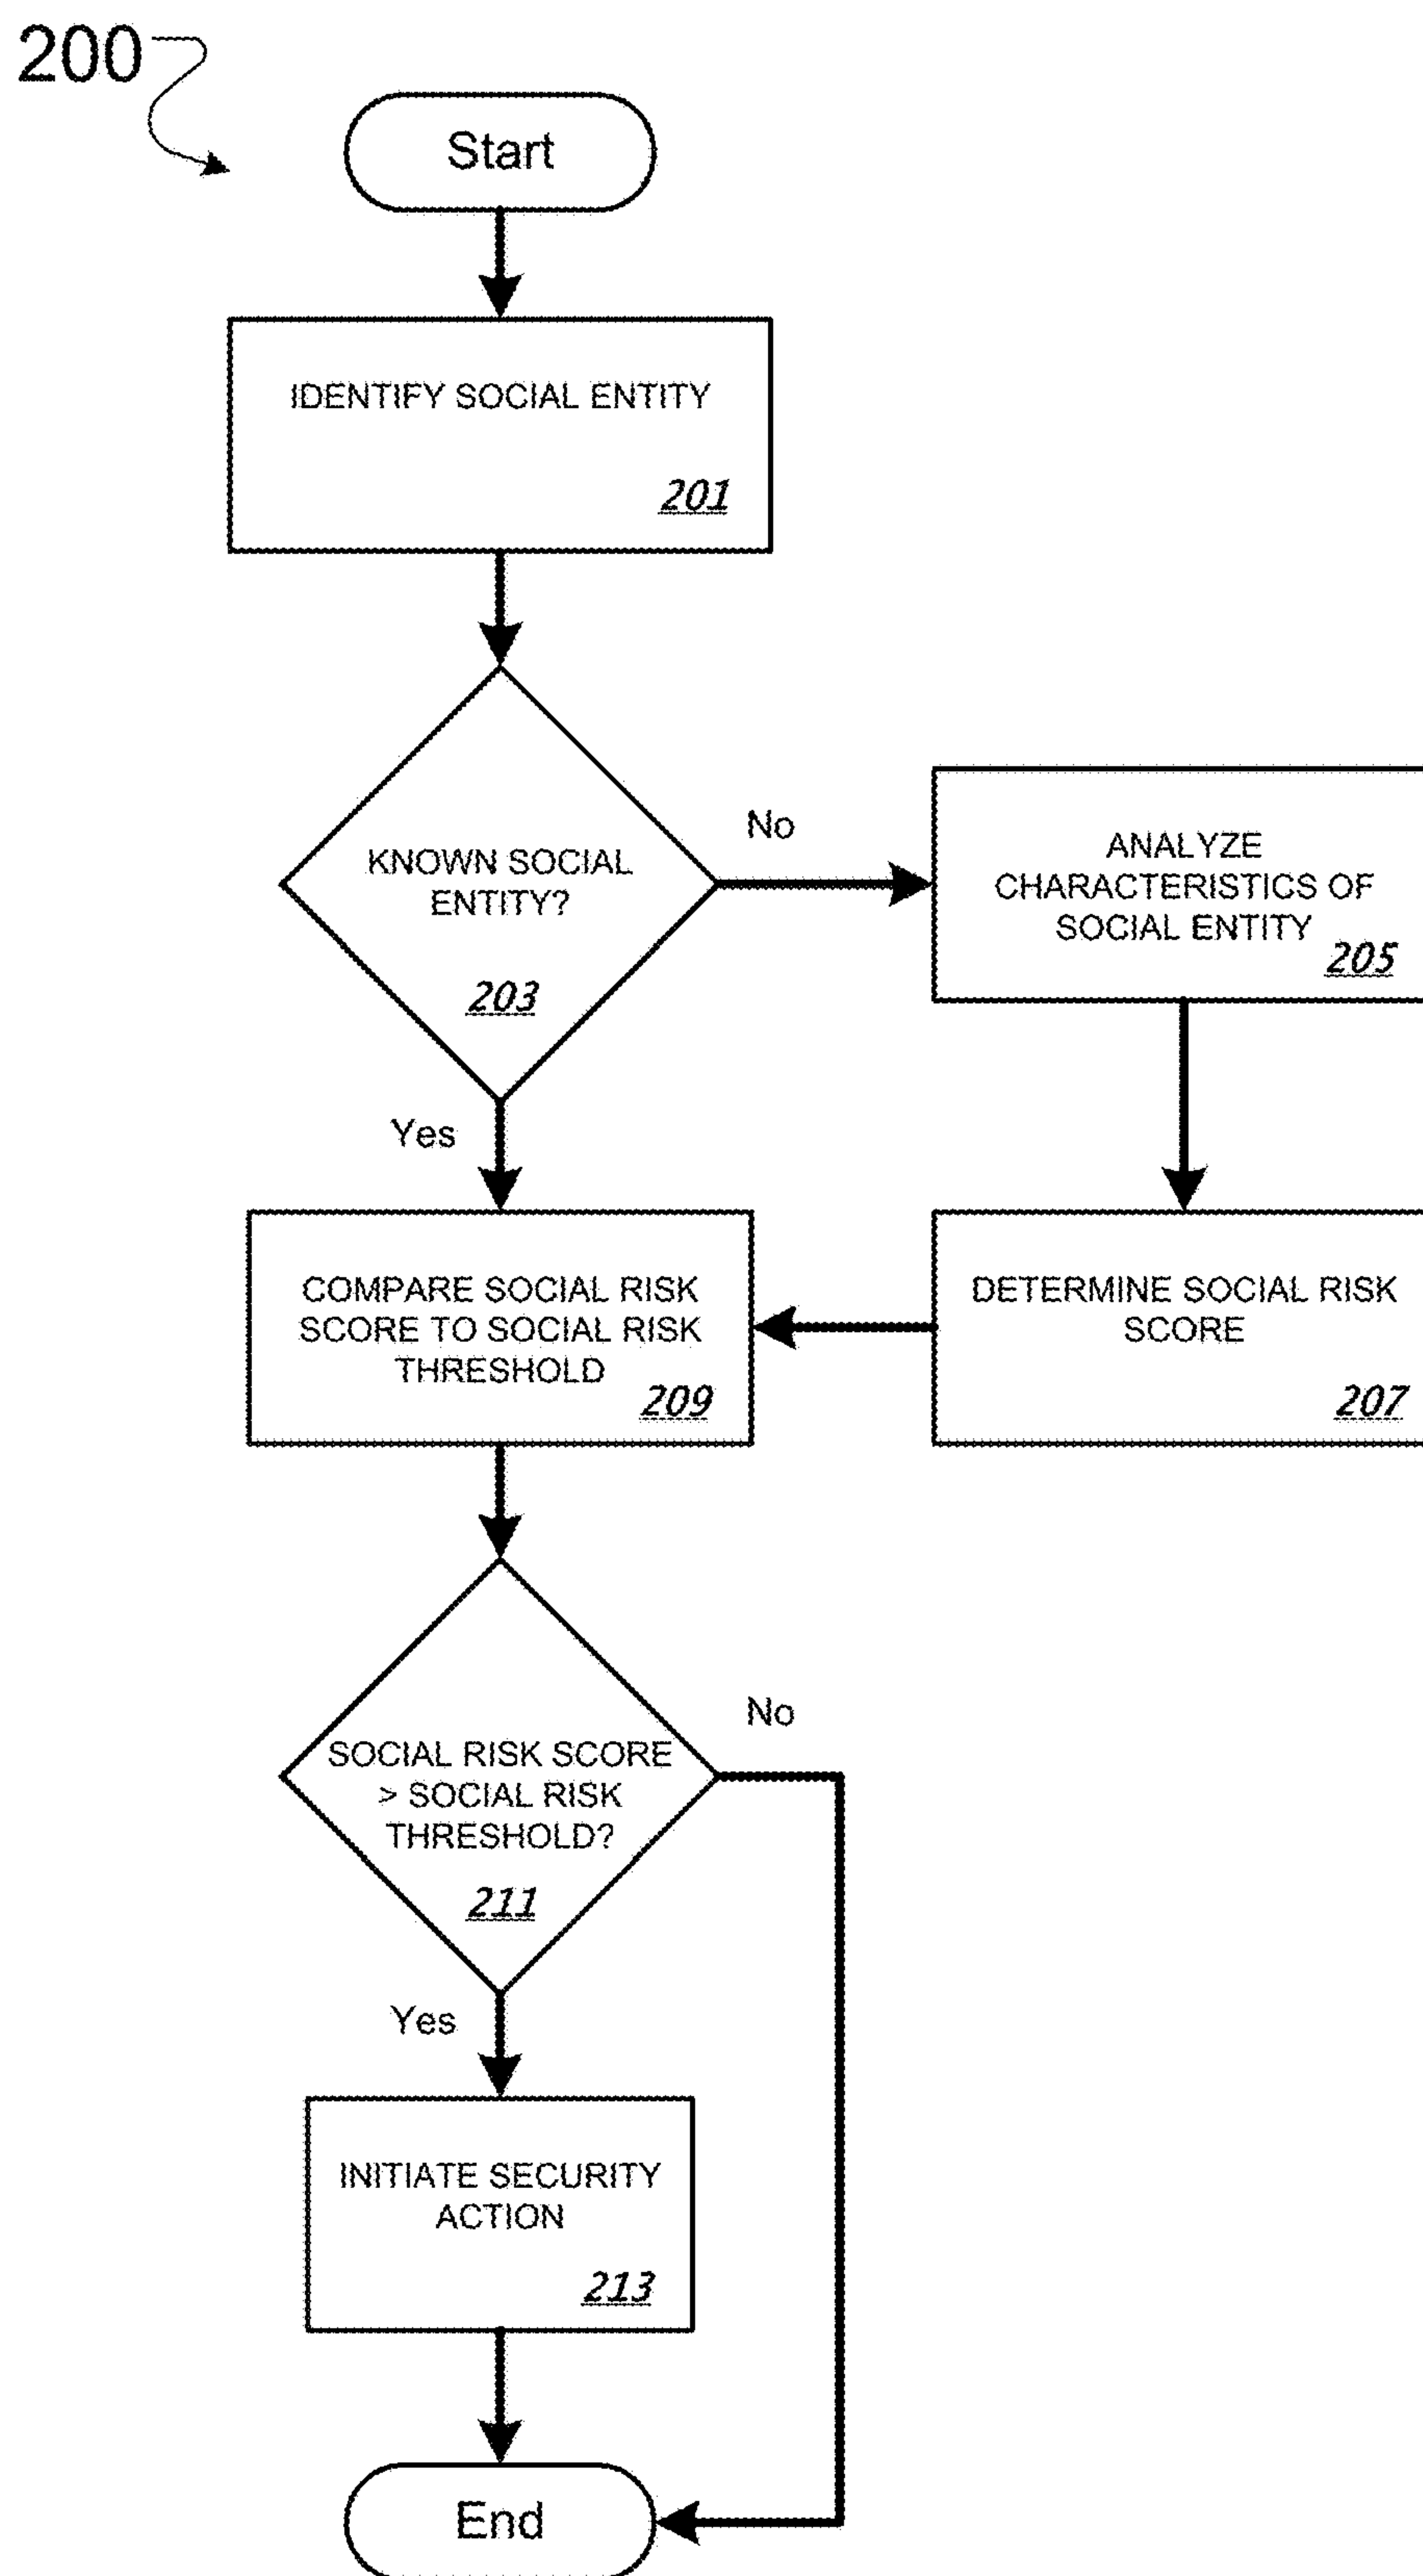 200
Start
IDENTIFY SOCIAL ENTITY
201
KNOWN SOCIAL
ENTITY?
203
No
ANALYZE
CHARACTERISTICS OF
SOCIAL ENTITY
205
Yes
COMPARE SOCIAL RISK
SCORE TO SOCIAL RISK
THRESHOLD
209
DETERMINE SOCIAL RISK
SCORE
207
SOCIAL RISK SCORE
> SOCIAL RISK
THRESHOLD?
211
No
Yes
INITIATE SECURITY
ACTION
213
End